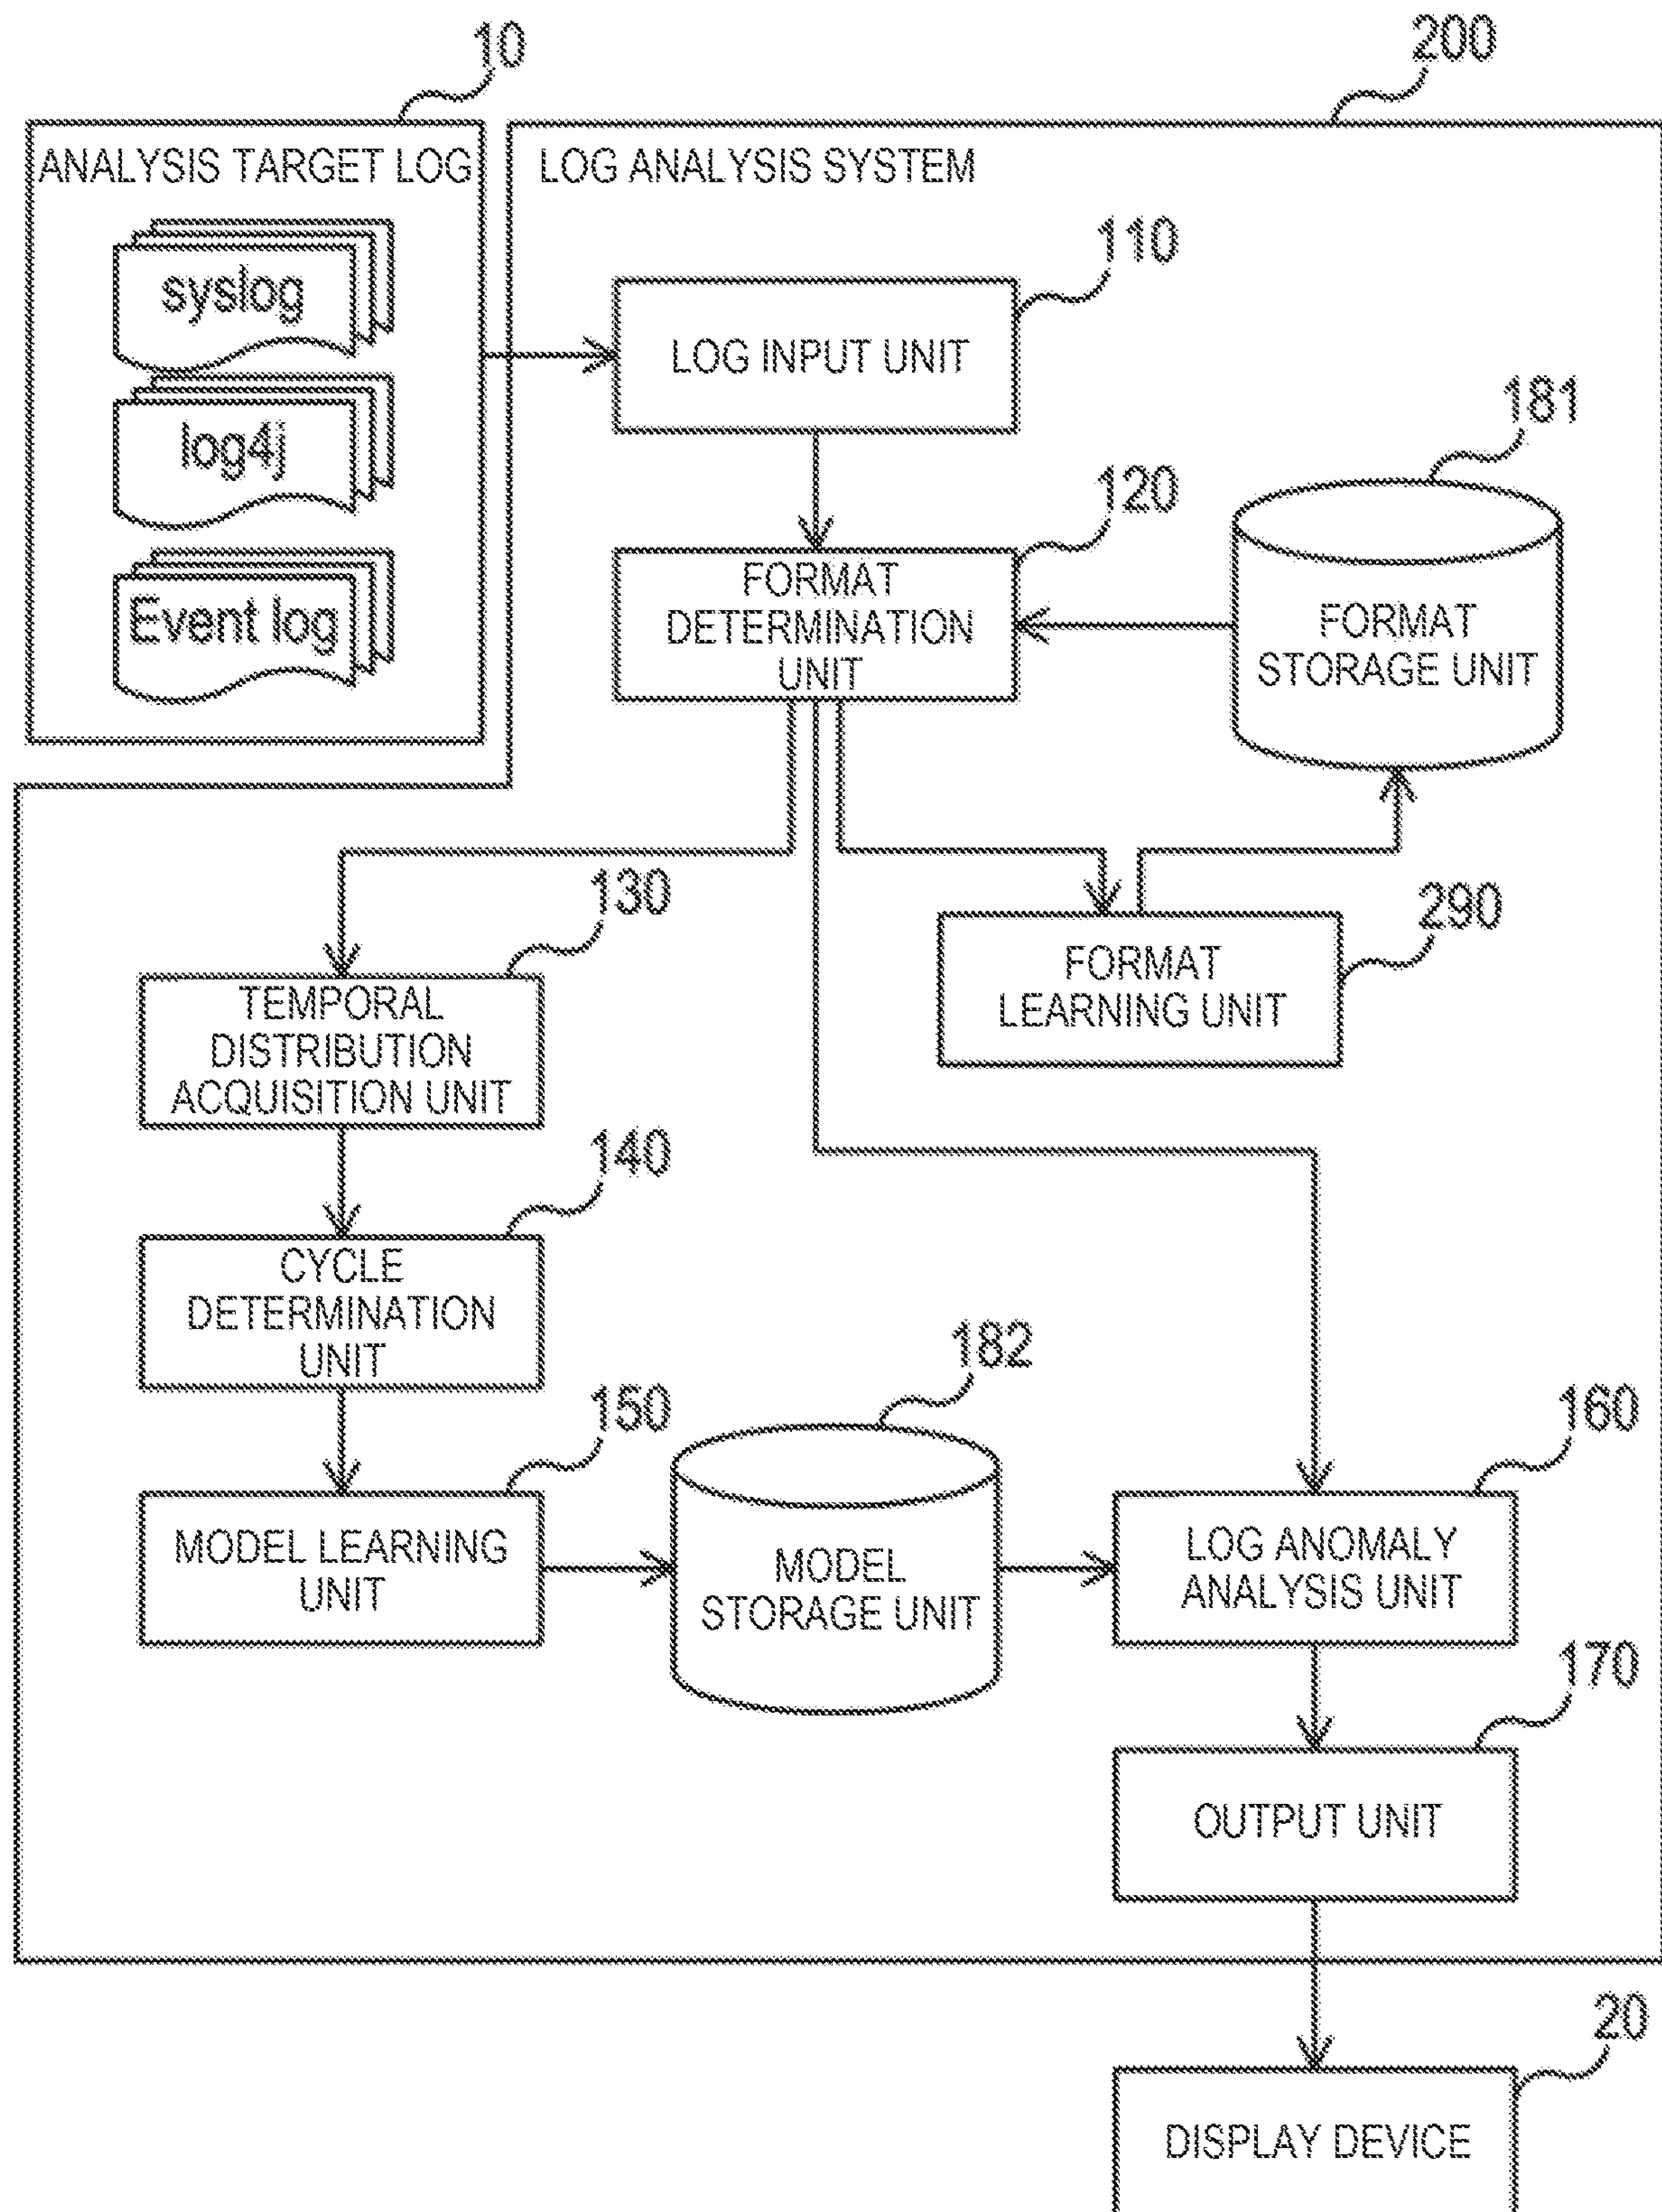 10
200
ANALYSIS TARGET LOG
LOG ANALYSIS SYSTEM
syslog
log4j
Event log
110
LOG INPUT UNIT
181
120
FORMAT
DETERMINATION
UNIT
FORMAT
STORAGE UNIT
130
290
TEMPORAL
DISTRIBUTION
ACQUISITION UNIT
FORMAT
LEARNING UNIT
140
CYCLE
DETERMINATION
UNIT
182
150
160
MODEL LEARNING
UNIT
MODEL
STORAGE UNIT
LOG ANOMALY
ANALYSIS UNIT
170
OUTPUT UNIT
20
DISPLAY DEVICE